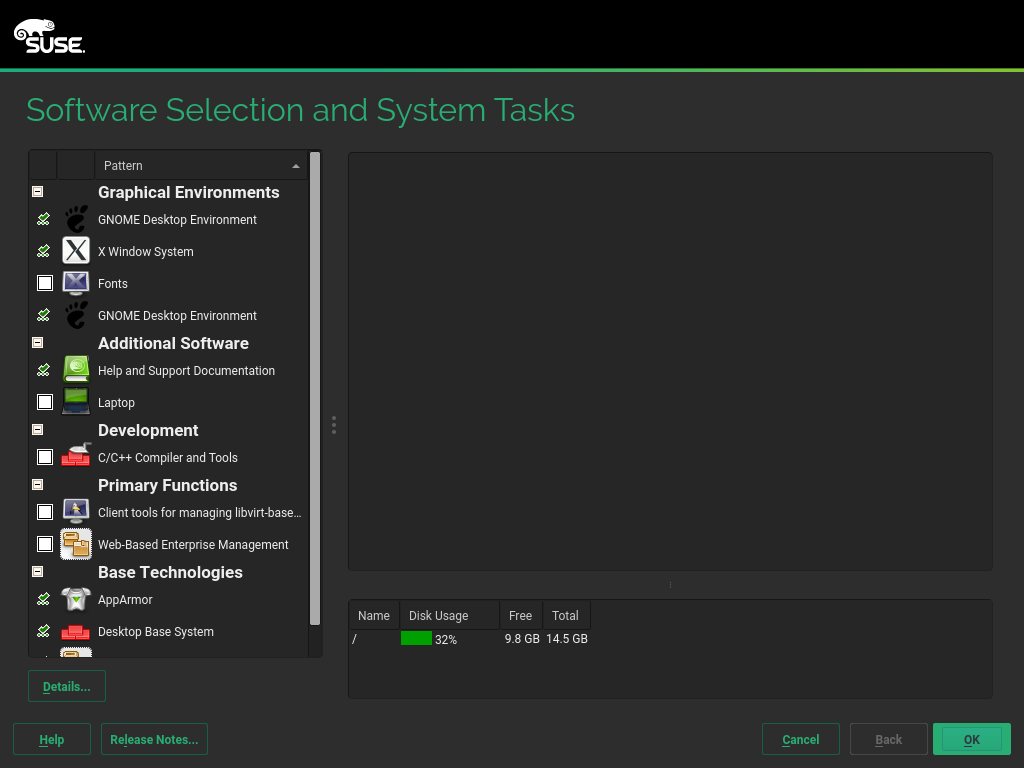 SUSE
Software Selection and System Tasks
Pattern
Graphical Environments
GNOME Desktop Environment
X Window System
Fonts
GNOME Desktop Environment
Additional Software
Help and Support Documentation
Laptop
Development
C/C++ Compiler and Tools
Primary Functions
Client tools for managing libvirt-base...
Web-Based Enterprise Management
Base Technologies
AppArmor
Desktop Base System
Name Disk Usage Free Total
/ 32% 9.8 GB 14.5 GB
Details...
Help Release Notes... Cancel Back OK